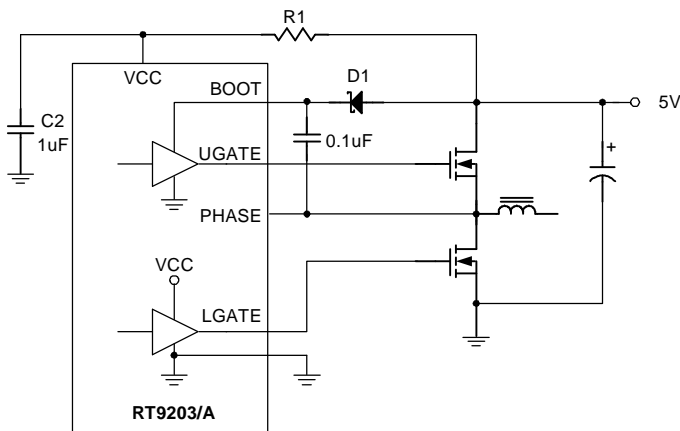 R1
VCC
BOOT
D1
5V
C2
1uF
0.1uF
+
UGATE
PHASE
VCC
LGATE
RT9203/A